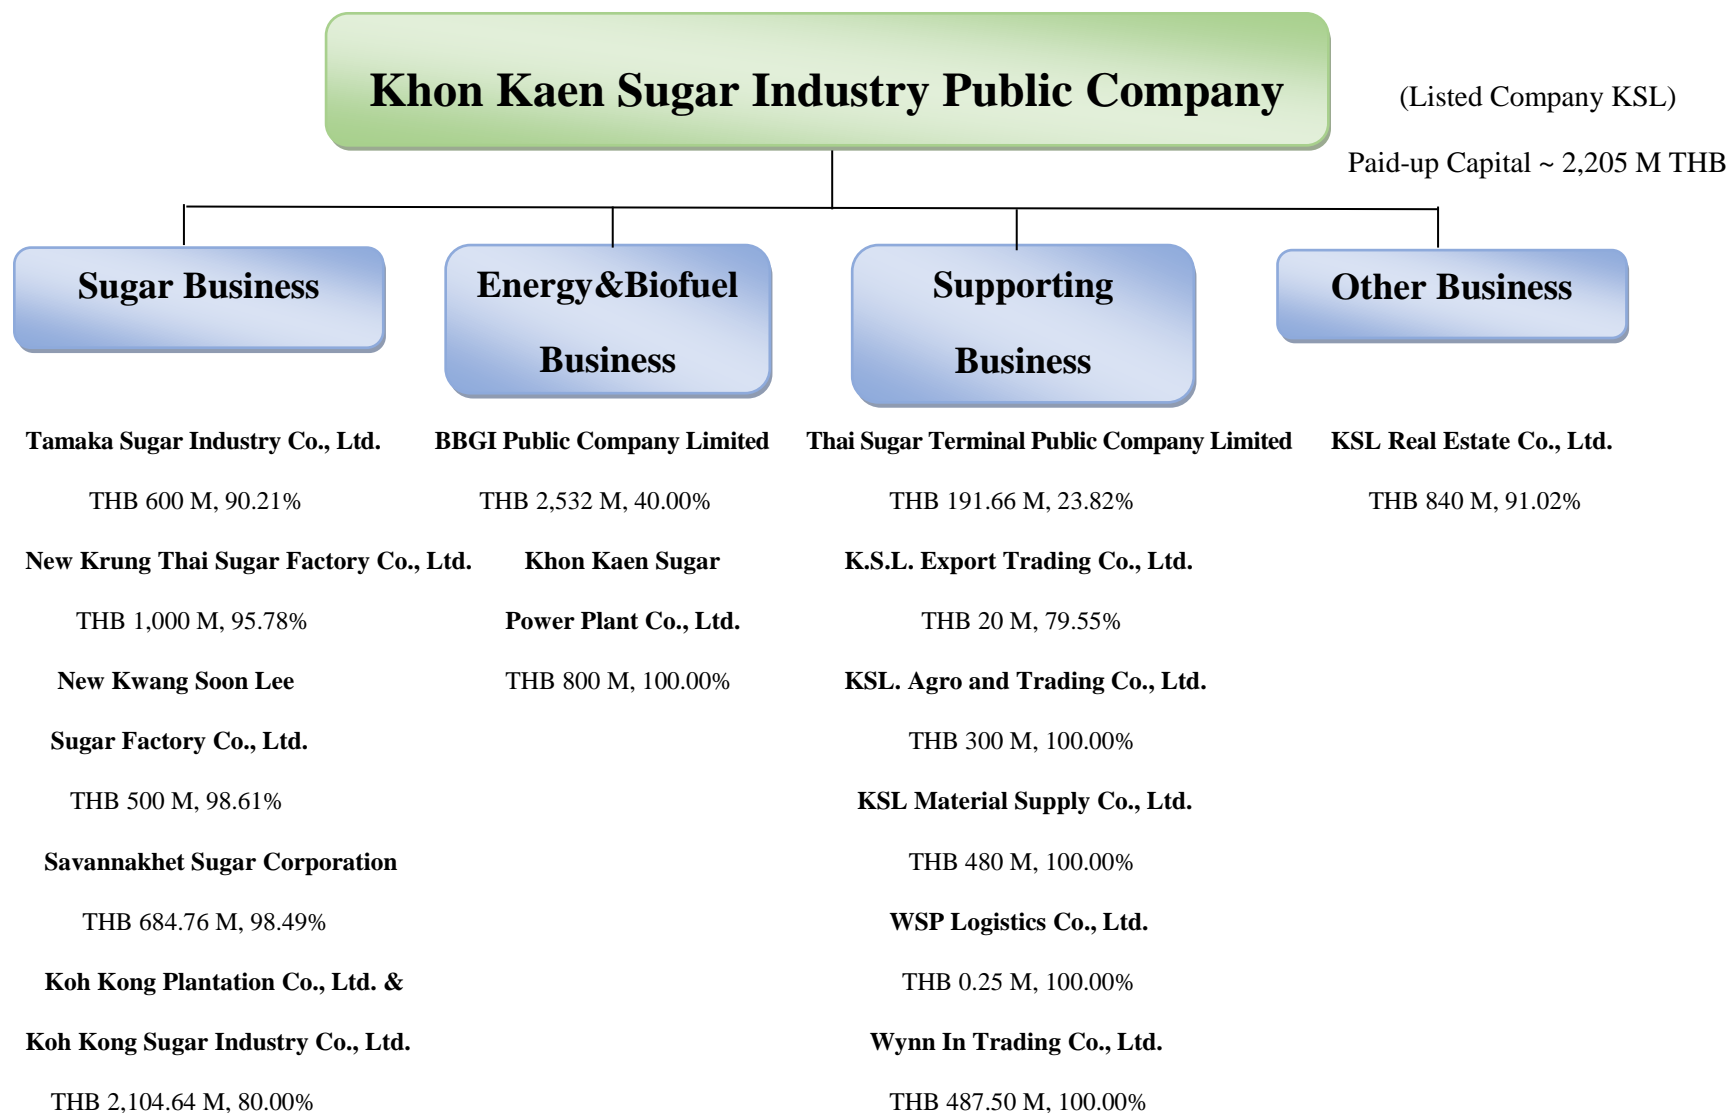 Khon Kaen Sugar Industry Public Company
(Listed Company KSL)
Paid-up Capital ~ 2,205 M THB
Sugar Business
Energy&Biofuel
Business
Supporting
Business
Other Business
Tamaka Sugar Industry Co., Ltd.
THB 600 M, 90.21%
New Krung Thai Sugar Factory Co., Ltd.
THB 1,000 M, 95.78%
New Kwang Soon Lee
Sugar Factory Co., Ltd.
THB 500 M, 98.61%
Savannakhet Sugar Corporation
THB 684.76 M, 98.49%
Koh Kong Plantation Co., Ltd. &
Koh Kong Sugar Industry Co., Ltd.
THB 2,104.64 M, 80.00%
BBGI Public Company Limited
THB 2,532 M, 40.00%
Khon Kaen Sugar
Power Plant Co., Ltd.
THB 800 M, 100.00%
Thai Sugar Terminal Public Company Limited
THB 191.66 M, 23.82%
K.S.L. Export Trading Co., Ltd.
THB 20 M, 79.55%
KSL. Agro and Trading Co., Ltd.
THB 300 M, 100.00%
KSL Material Supply Co., Ltd.
THB 480 M, 100.00%
WSP Logistics Co., Ltd.
THB 0.25 M, 100.00%
Wynn In Trading Co., Ltd.
THB 487.50 M, 100.00%
KSL Real Estate Co., Ltd.
THB 840 M, 91.02%